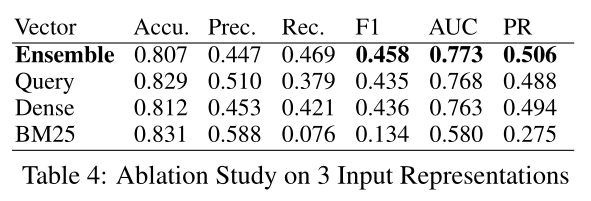 Vector Accu. Prec. Rec. F1 AUC PR
Ensemble 0.807 0.447 0.469 0.458 0.773 0.506
Query 0.829 0.510 0.379 0.435 0.768 0.488
Dense 0.812 0.453 0.421 0.436 0.763 0.494
BM25 0.831 0.588 0.076 0.134 0.580 0.275
Table 4: Ablation Study on 3 Input Representations